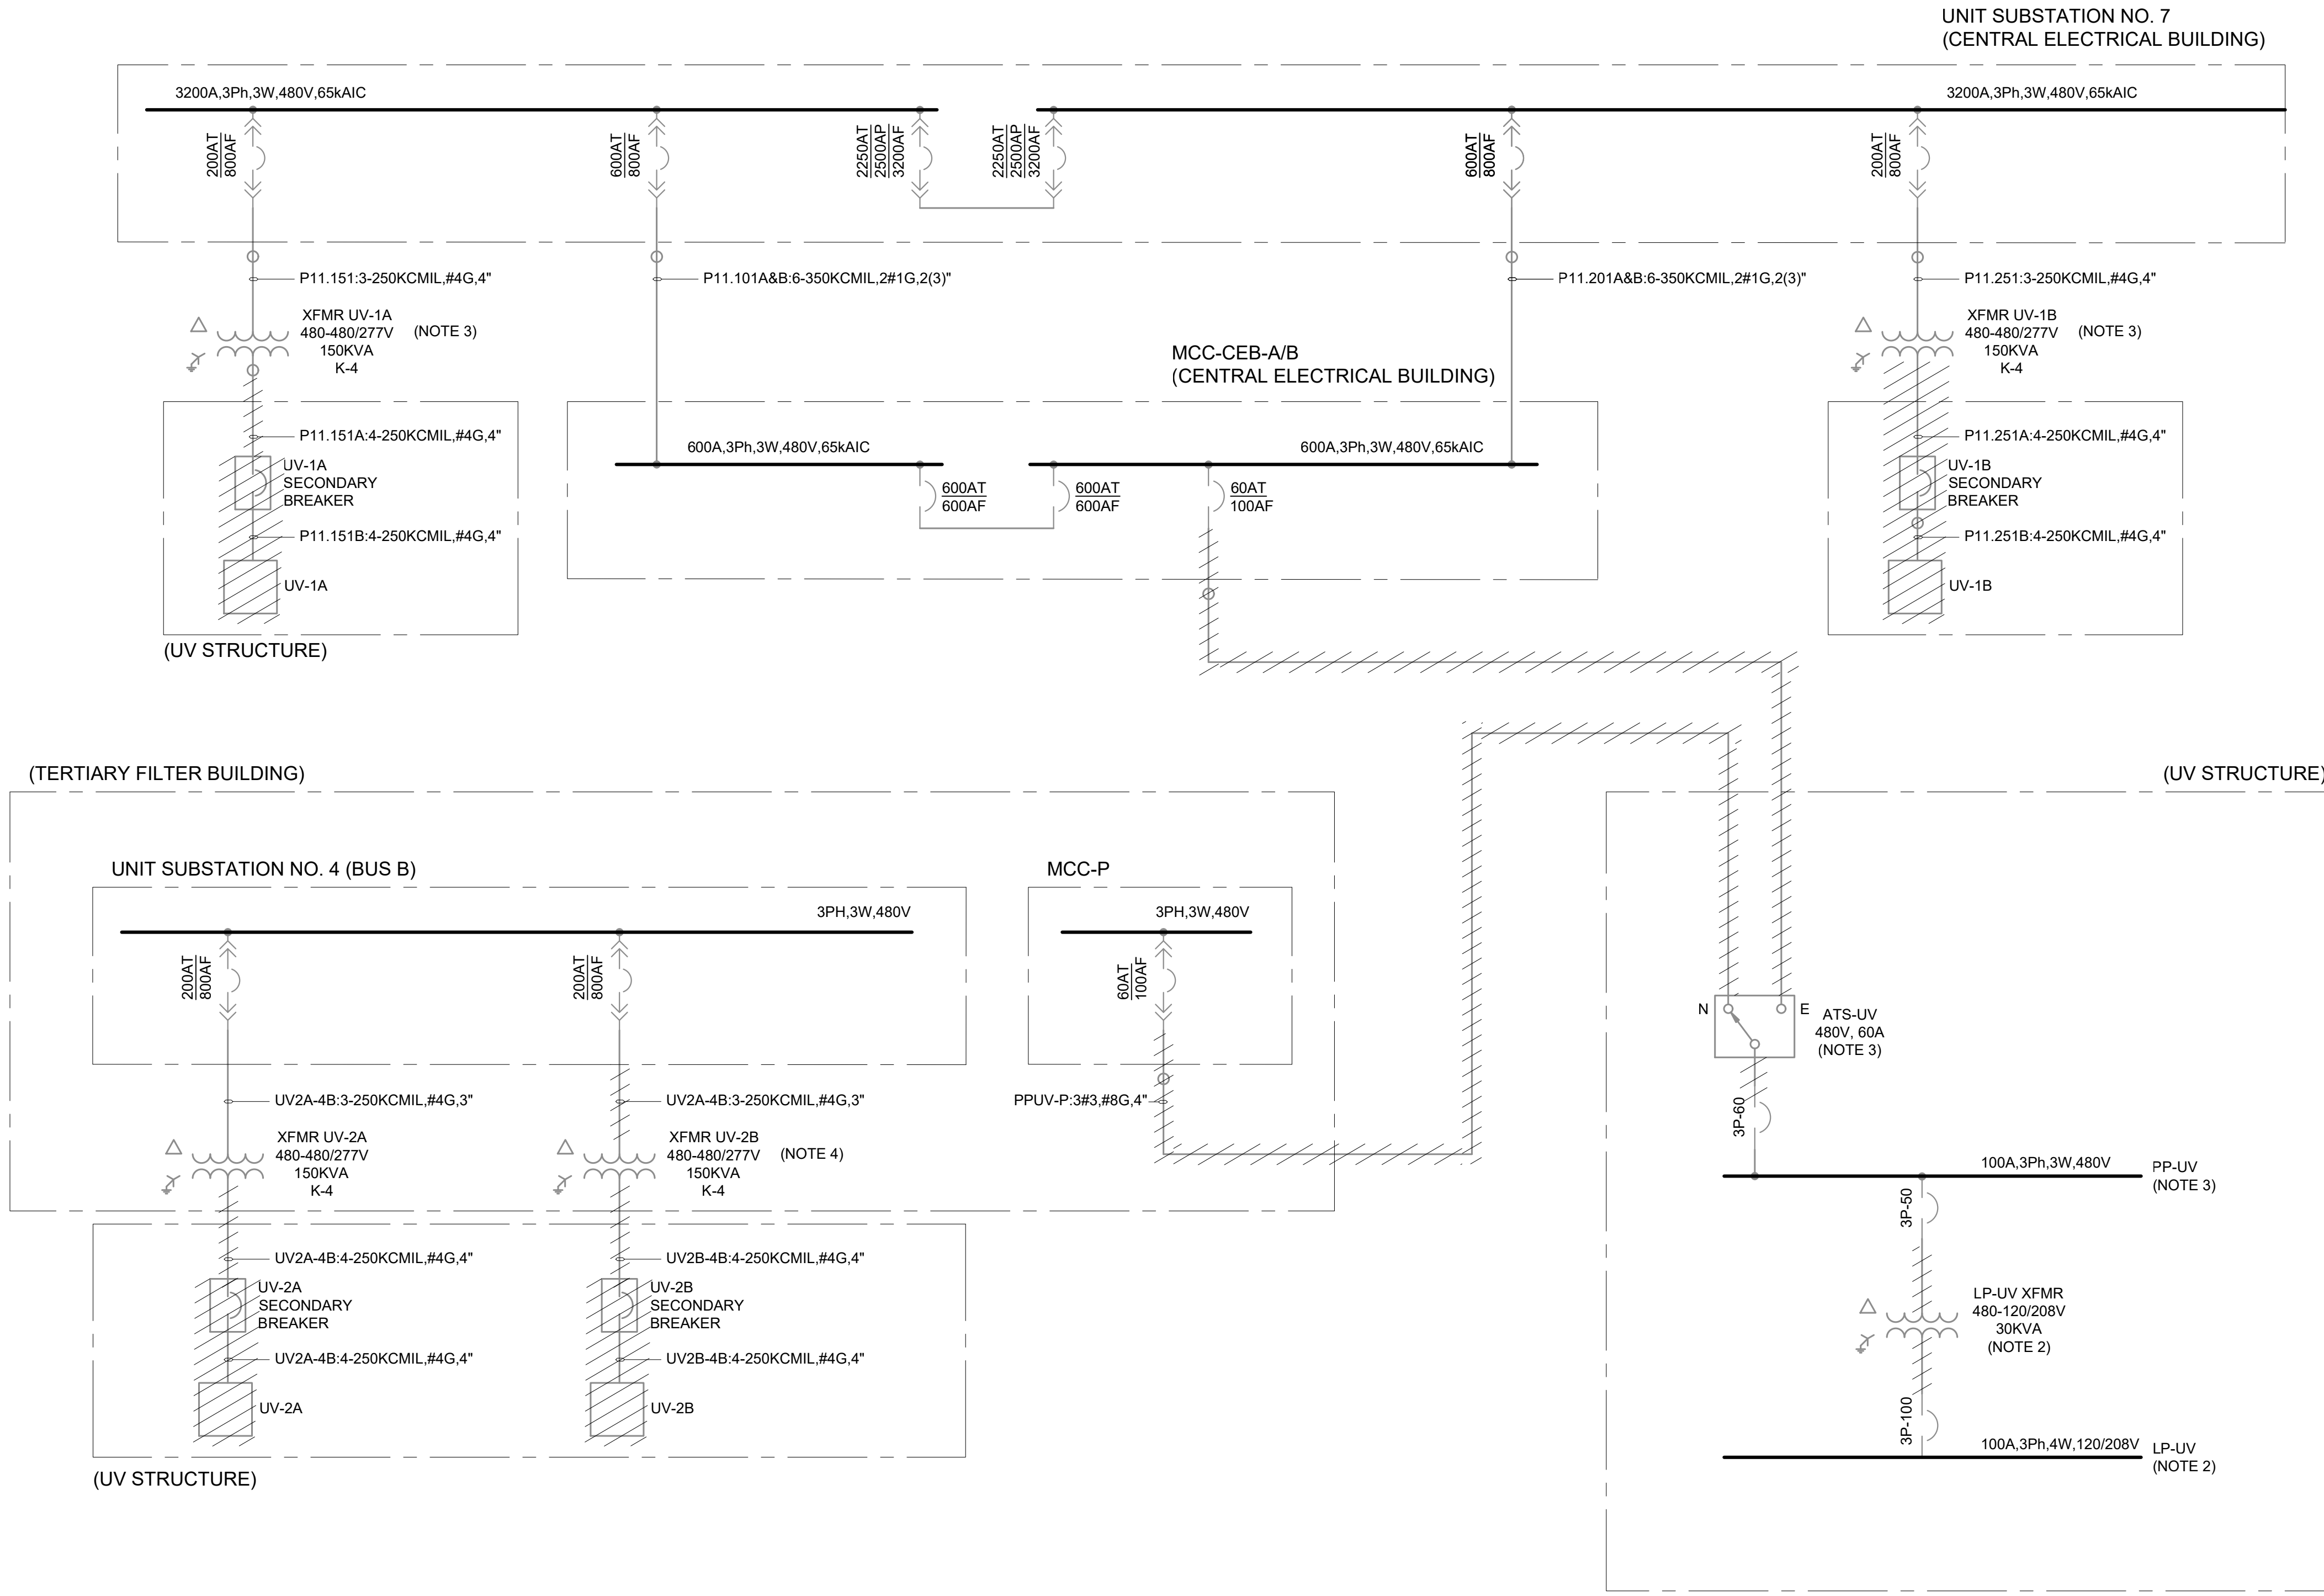 UNIT SUBSTATION NO. 7
(CENTRAL ELECTRICAL BUILDING)
3200A,3Ph,3W,480V,65kAIC
3200A,3Ph,3W,480V,65kAIC
200AT
800AF
600AT
800AF
2250AT
2500AP
3200AF
2250AT
2500AP
3200AF
600AT
800AF
200AT
800AF
P11.151:3-250KCMIL,#4G,4"
P11.101A&B:6-350KCMIL,2#1G,2(3)"
P11.201A&B:6-350KCMIL,2#1G,2(3)"
P11.251:3-250KCMIL,#4G,4"
XFMR UV-1A
480-480/277V (NOTE 3)
150KVA
K-4
XFMR UV-1B
480-480/277V (NOTE 3)
150KVA
K-4
MCC-CEB-A/B
(CENTRAL ELECTRICAL BUILDING)
P11.151A:4-250KCMIL,#4G,4"
UV-1A
SECONDARY
BREAKER
P11.151B:4-250KCMIL,#4G,4"
UV-1A
(UV STRUCTURE)
600A,3Ph,3W,480V,65kAIC
600A,3Ph,3W,480V,65kAIC
600AT
600AF
600AT
600AF
60AT
100AF
P11.251A:4-250KCMIL,#4G,4"
UV-1B
SECONDARY
BREAKER
P11.251B:4-250KCMIL,#4G,4"
UV-1B
(TERTIARY FILTER BUILDING)
(UV STRUCTURE)
UNIT SUBSTATION NO. 4 (BUS B)
MCC-P
3PH,3W,480V
3PH,3W,480V
200AT
800AF
200AT
800AF
60AT
100AF
UV2A-4B:3-250KCMIL,#4G,3"
UV2A-4B:3-250KCMIL,#4G,3"
PPUV-P:3#3,#8G,4"
XFMR UV-2A
480-480/277V
150KVA
K-4
XFMR UV-2B
480-480/277V (NOTE 4)
150KVA
K-4
UV2A-4B:4-250KCMIL,#4G,4"
UV-2A
SECONDARY
BREAKER
UV2A-4B:4-250KCMIL,#4G,4"
UV-2A
UV2B-4B:4-250KCMIL,#4G,4"
UV-2B
SECONDARY
BREAKER
UV2B-4B:4-250KCMIL,#4G,4"
UV-2B
(UV STRUCTURE)
N
E
ATS-UV
480V, 60A
(NOTE 3)
3P-60
100A,3Ph,3W,480V
PP-UV
(NOTE 3)
3P-50
LP-UV XFMR
480-120/208V
30KVA
(NOTE 2)
3P-100
100A,3Ph,4W,120/208V
LP-UV
(NOTE 2)